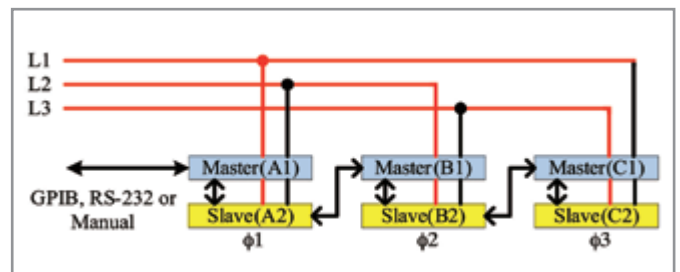 L1
L2
L3
Master(A1) Master(B1) Master(C1)
GPIB, RS-232 or
Manual
Slave(A2) Slave(B2) Slave(C2)
ϕ1 ϕ2 ϕ3